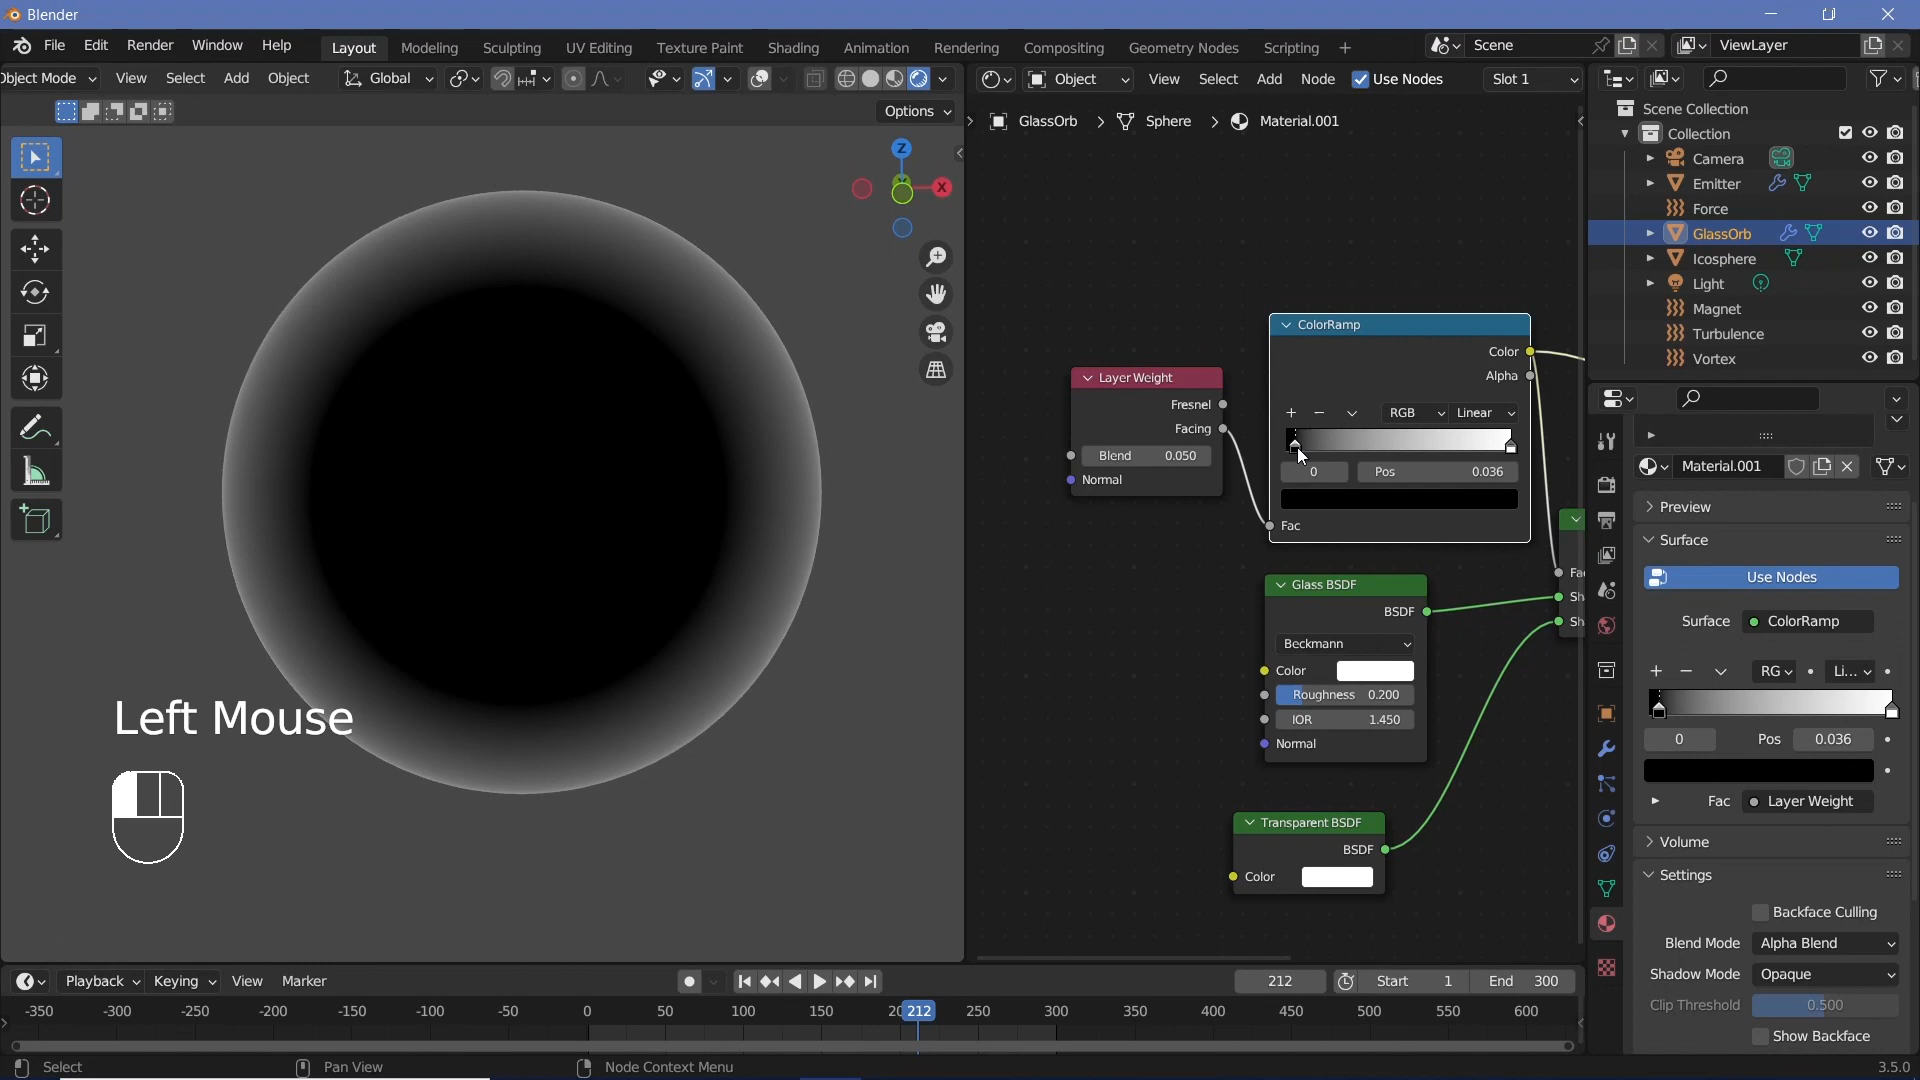 Blender
File Edit Render Window Help
Layout Modeling Sculpting UV Editing Texture Paint Shading Animation Rendering Compositing Geometry Nodes Scripting
Scene
ViewLayer
bject Mode View Select Add Object Global
Options
Object View Select Add Node Use Nodes Slot 1
GlassOrb > Sphere > Material.001
Scene Collection
Collection
Camera
Emitter
Force
GlassOrb
Icosphere
Light
Magnet
Turbulence
Vortex
Z
X
ColorRamp
Color
Alpha
RGB Linear
0 Pos 0.036
Fac
Layer Weight
Fresnel
Facing
Blend 0.050
Normal
Glass BSDF
BSDF
Beckmann
Color
Roughness 0.200
IOR 1.450
Normal
Transparent BSDF
BSDF
Color
Fa
Sh
Sh
Material.001
Preview
Surface
Use Nodes
Surface ColorRamp
RG Li...
0 Pos 0.036
Fac Layer Weight
Volume
Settings
Backface Culling
Blend Mode Alpha Blend
Shadow Mode Opaque
Clip Threshold 0.500
Show Backface
Left Mouse
Playback Keying View Marker
212 Start 1 End 300
-350 -300 -250 -200 -150 -100 -50 0 50 100 150 20 212 250 300 350 400 450 500 550 600
Select Pan View Node Context Menu 3.5.0